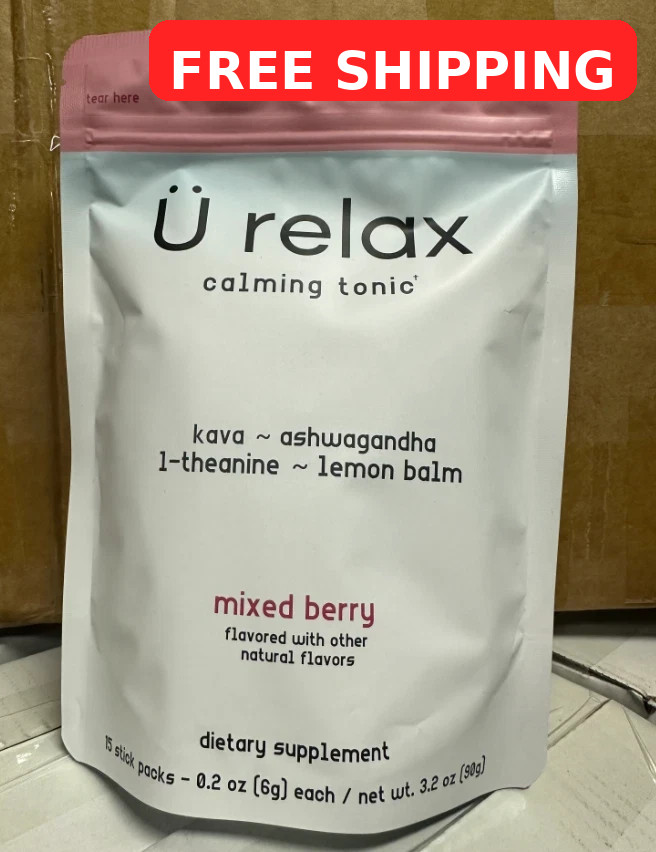 FREE SHIPPING
tear here
Ü relax
calming tonic†
kava ~ ashwagandha
l-theanine ~ lemon balm
mixed berry
flavored with other
natural flavors
dietary supplement
15 stick packs – 0.2 oz (6g) each / net wt. 3.2 oz (90g)